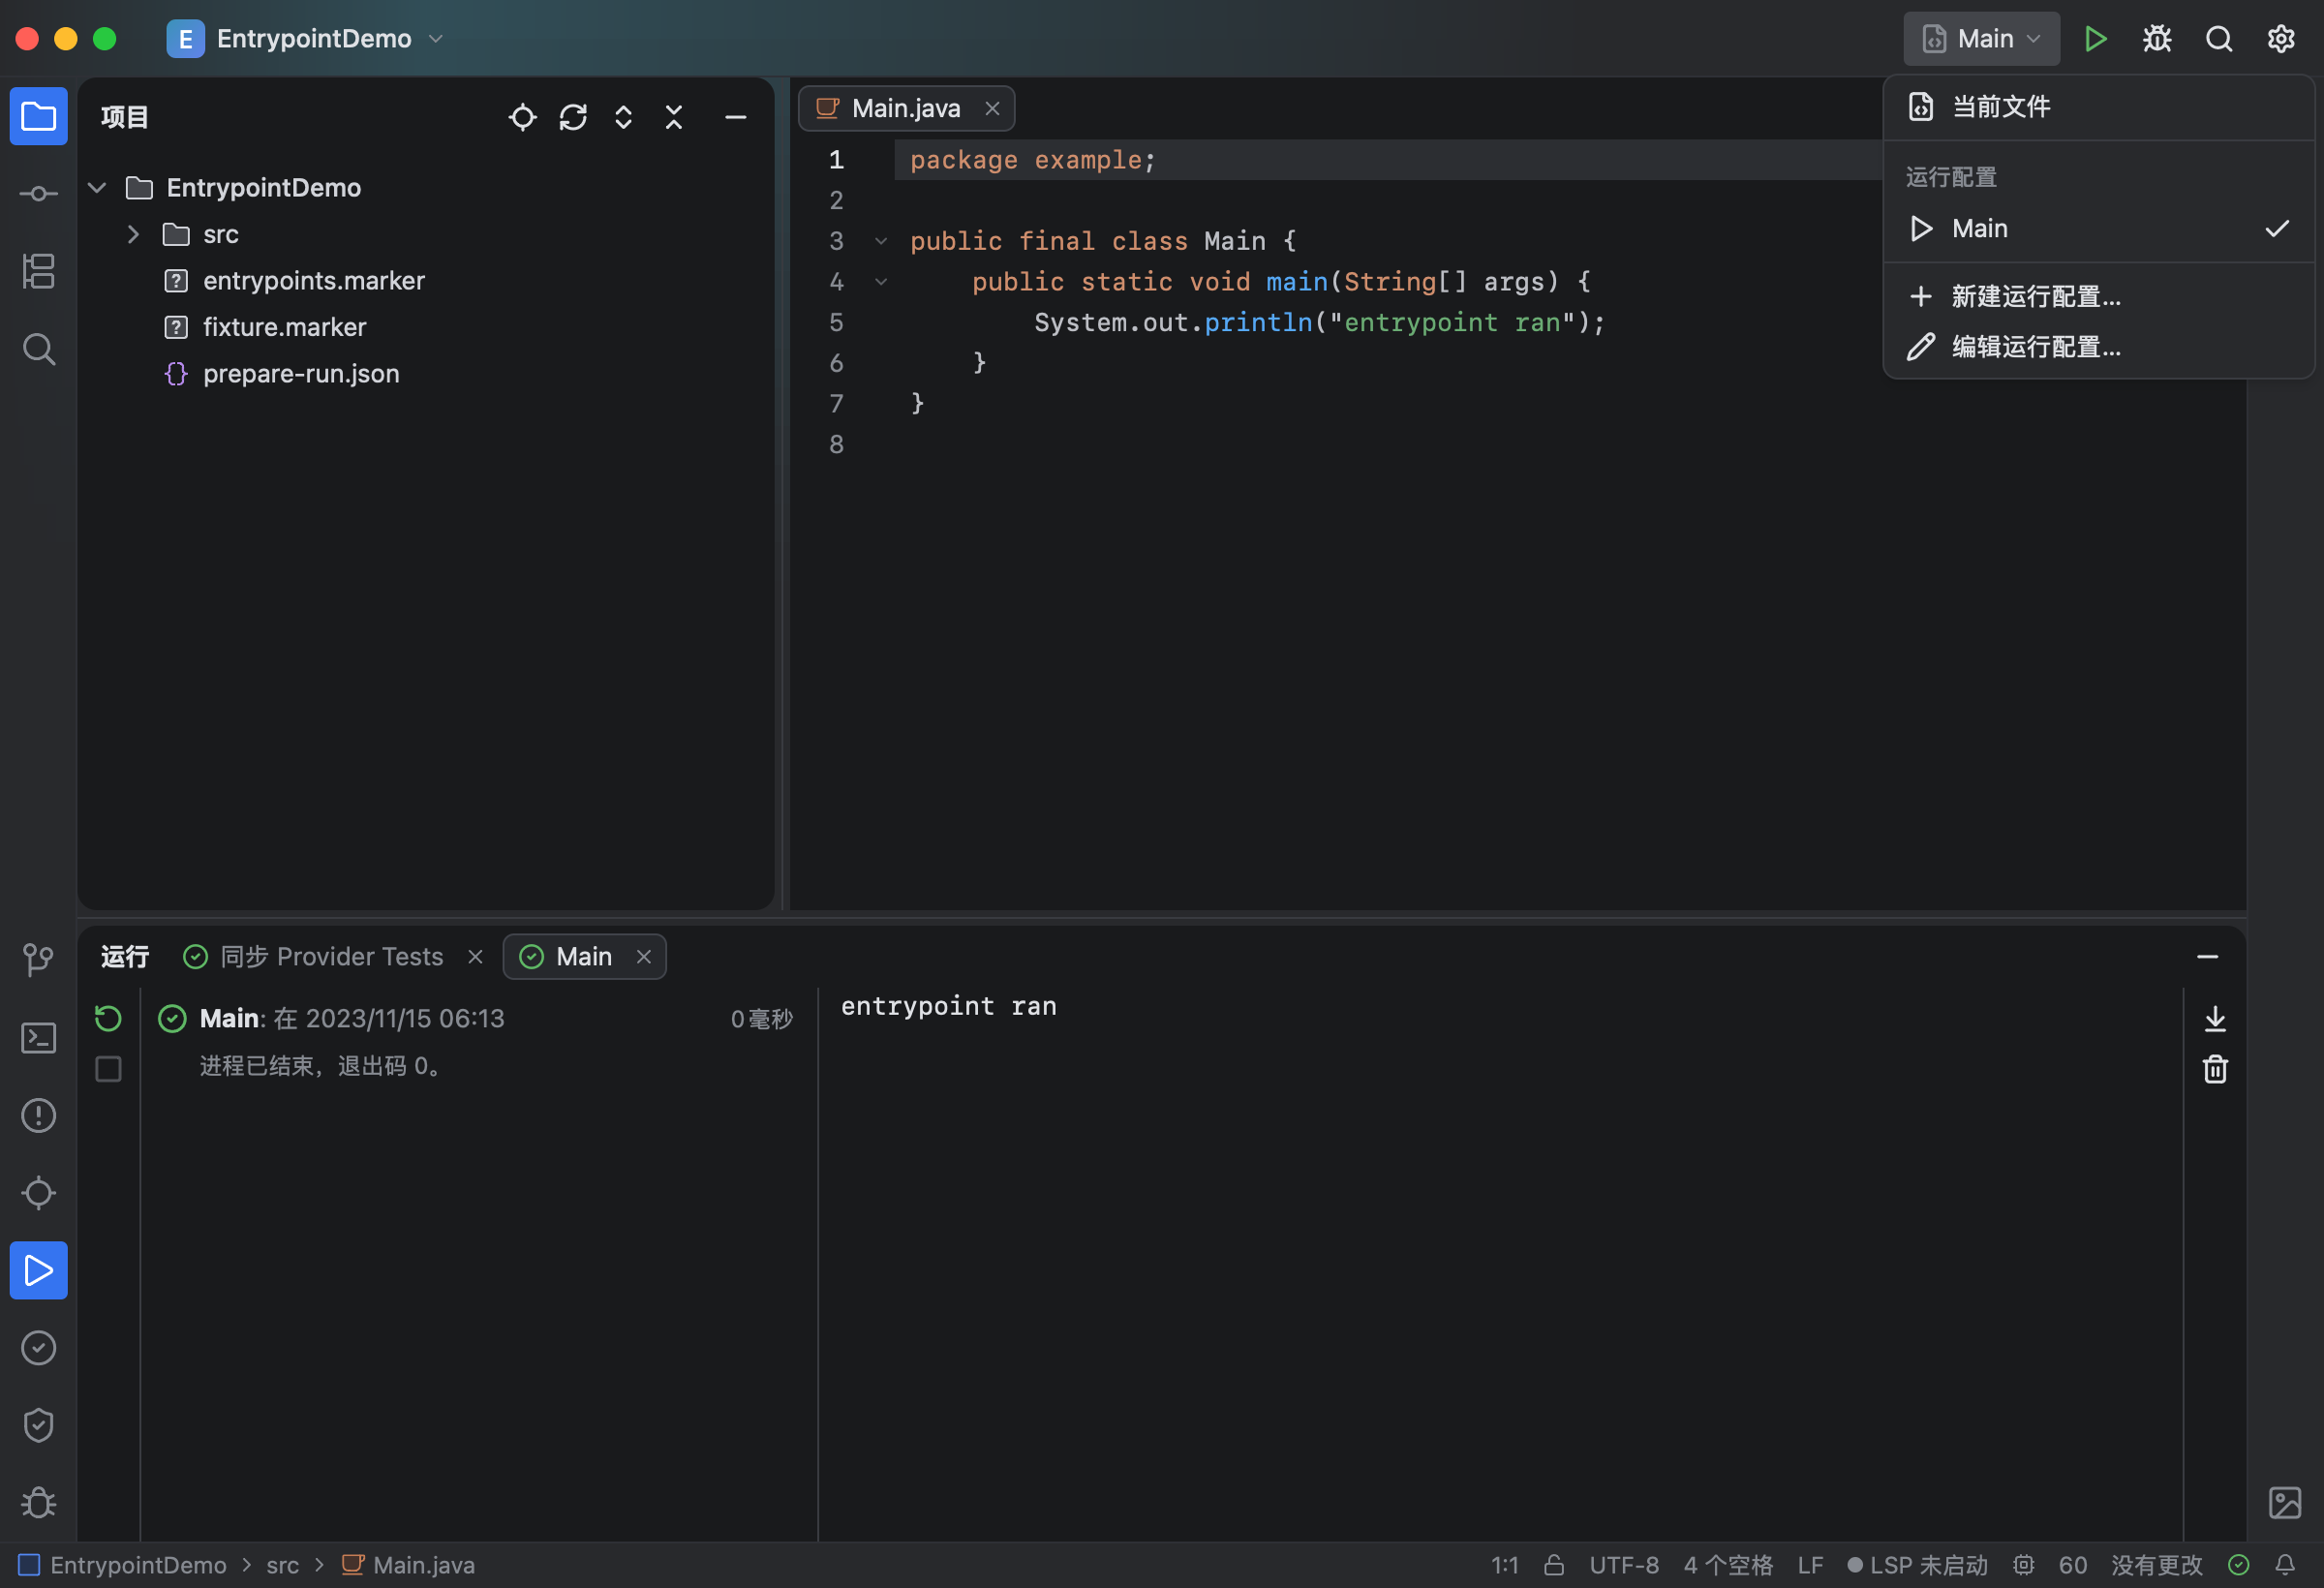 E EntrypointDemo
Main
项目
EntrypointDemo
src
entrypoints.marker
fixture.marker
prepare-run.json
Main.java
1 package example;
2
3 public final class Main {
4 public static void main(String[] args) {
5 System.out.println("entrypoint ran");
6 }
7 }
8
当前文件
运行配置
Main
新建运行配置...
编辑运行配置...
运行
同步 Provider Tests
Main
Main: 在 2023/11/15 06:13
0 毫秒
进程已结束，退出码 0。
entrypoint ran
EntrypointDemo > src > Main.java
1:1 UTF-8 4 个空格 LF LSP 未启动 60 没有更改